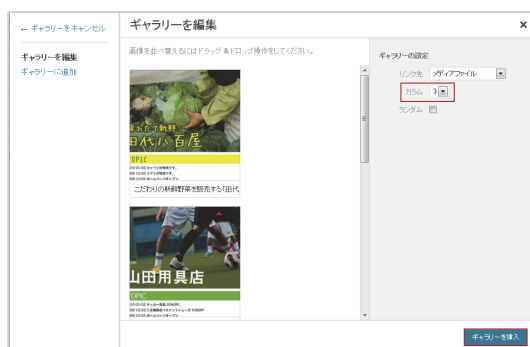 ← ギャラリーをキャンセル
ギャラリーを編集
ギャラリーに追加
ギャラリーを編集
×
画像を並べ替えるにはドラッグ & ドロップ操作をしてください。
田代八百屋
TOPIC
こだわりの新鮮野菜を販売する「田代
山田用具店
TOPIC
ギャラリーの設定
リンク先 メディアファイル
カラム 3
ランダム
ギャラリーを挿入